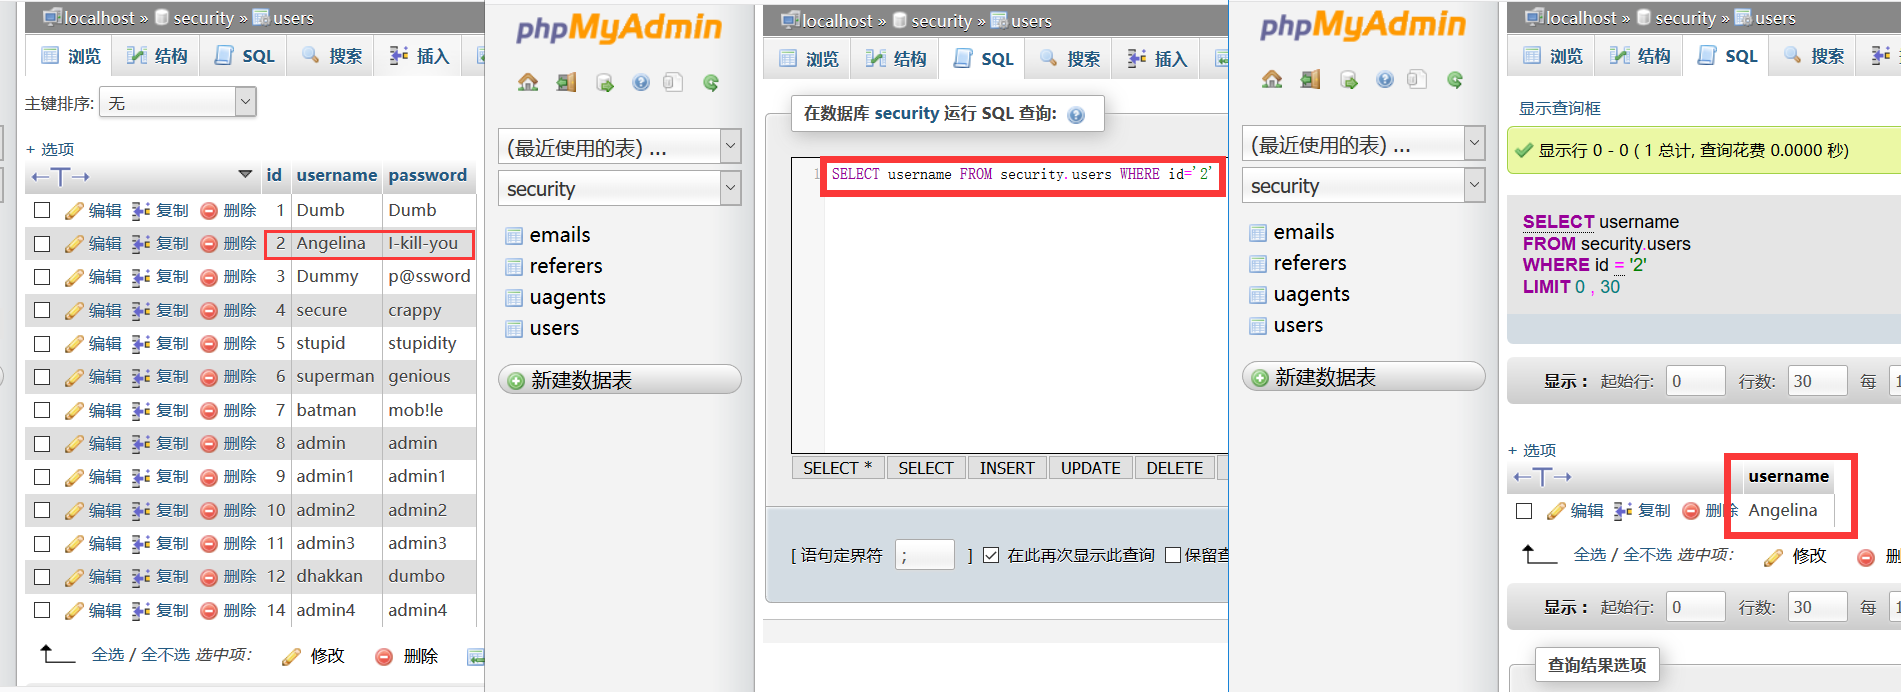 localhost » security » users
浏览 结构 SQL 搜索 插入
主键排序: 无
+ 选项
←T→ id username password
编辑 复制 删除 1 Dumb Dumb
编辑 复制 删除 2 Angelina I-kill-you
编辑 复制 删除 3 Dummy p@ssword
编辑 复制 删除 4 secure crappy
编辑 复制 删除 5 stupid stupidity
编辑 复制 删除 6 superman genious
编辑 复制 删除 7 batman mob!le
编辑 复制 删除 8 admin admin
编辑 复制 删除 9 admin1 admin1
编辑 复制 删除 10 admin2 admin2
编辑 复制 删除 11 admin3 admin3
编辑 复制 删除 12 dhakkan dumbo
编辑 复制 删除 14 admin4 admin4
全选 / 全不选 选中项: 修改 删除
phpMyAdmin
(最近使用的表) ...
security
emails
referers
uagents
users
新建数据表
localhost » security » users
浏览 结构 SQL 搜索 插入
在数据库 security 运行 SQL 查询:
1 SELECT username FROM security.users WHERE id='2'
SELECT * SELECT INSERT UPDATE DELETE
[ 语句定界符 ; ] 在此再次显示此查询 保留查
phpMyAdmin
(最近使用的表) ...
security
emails
referers
uagents
users
新建数据表
localhost » security » users
浏览 结构 SQL 搜索
显示查询框
显示行 0 - 0 ( 1 总计, 查询花费 0.0000 秒)
SELECT username
FROM security.users
WHERE id = '2'
LIMIT 0 , 30
显示 : 起始行: 0 行数: 30 每 1
+ 选项
←T→ username
编辑 复制 删除 Angelina
全选 / 全不选 选中项: 修改
显示 : 起始行: 0 行数: 30 每 1
查询结果选项